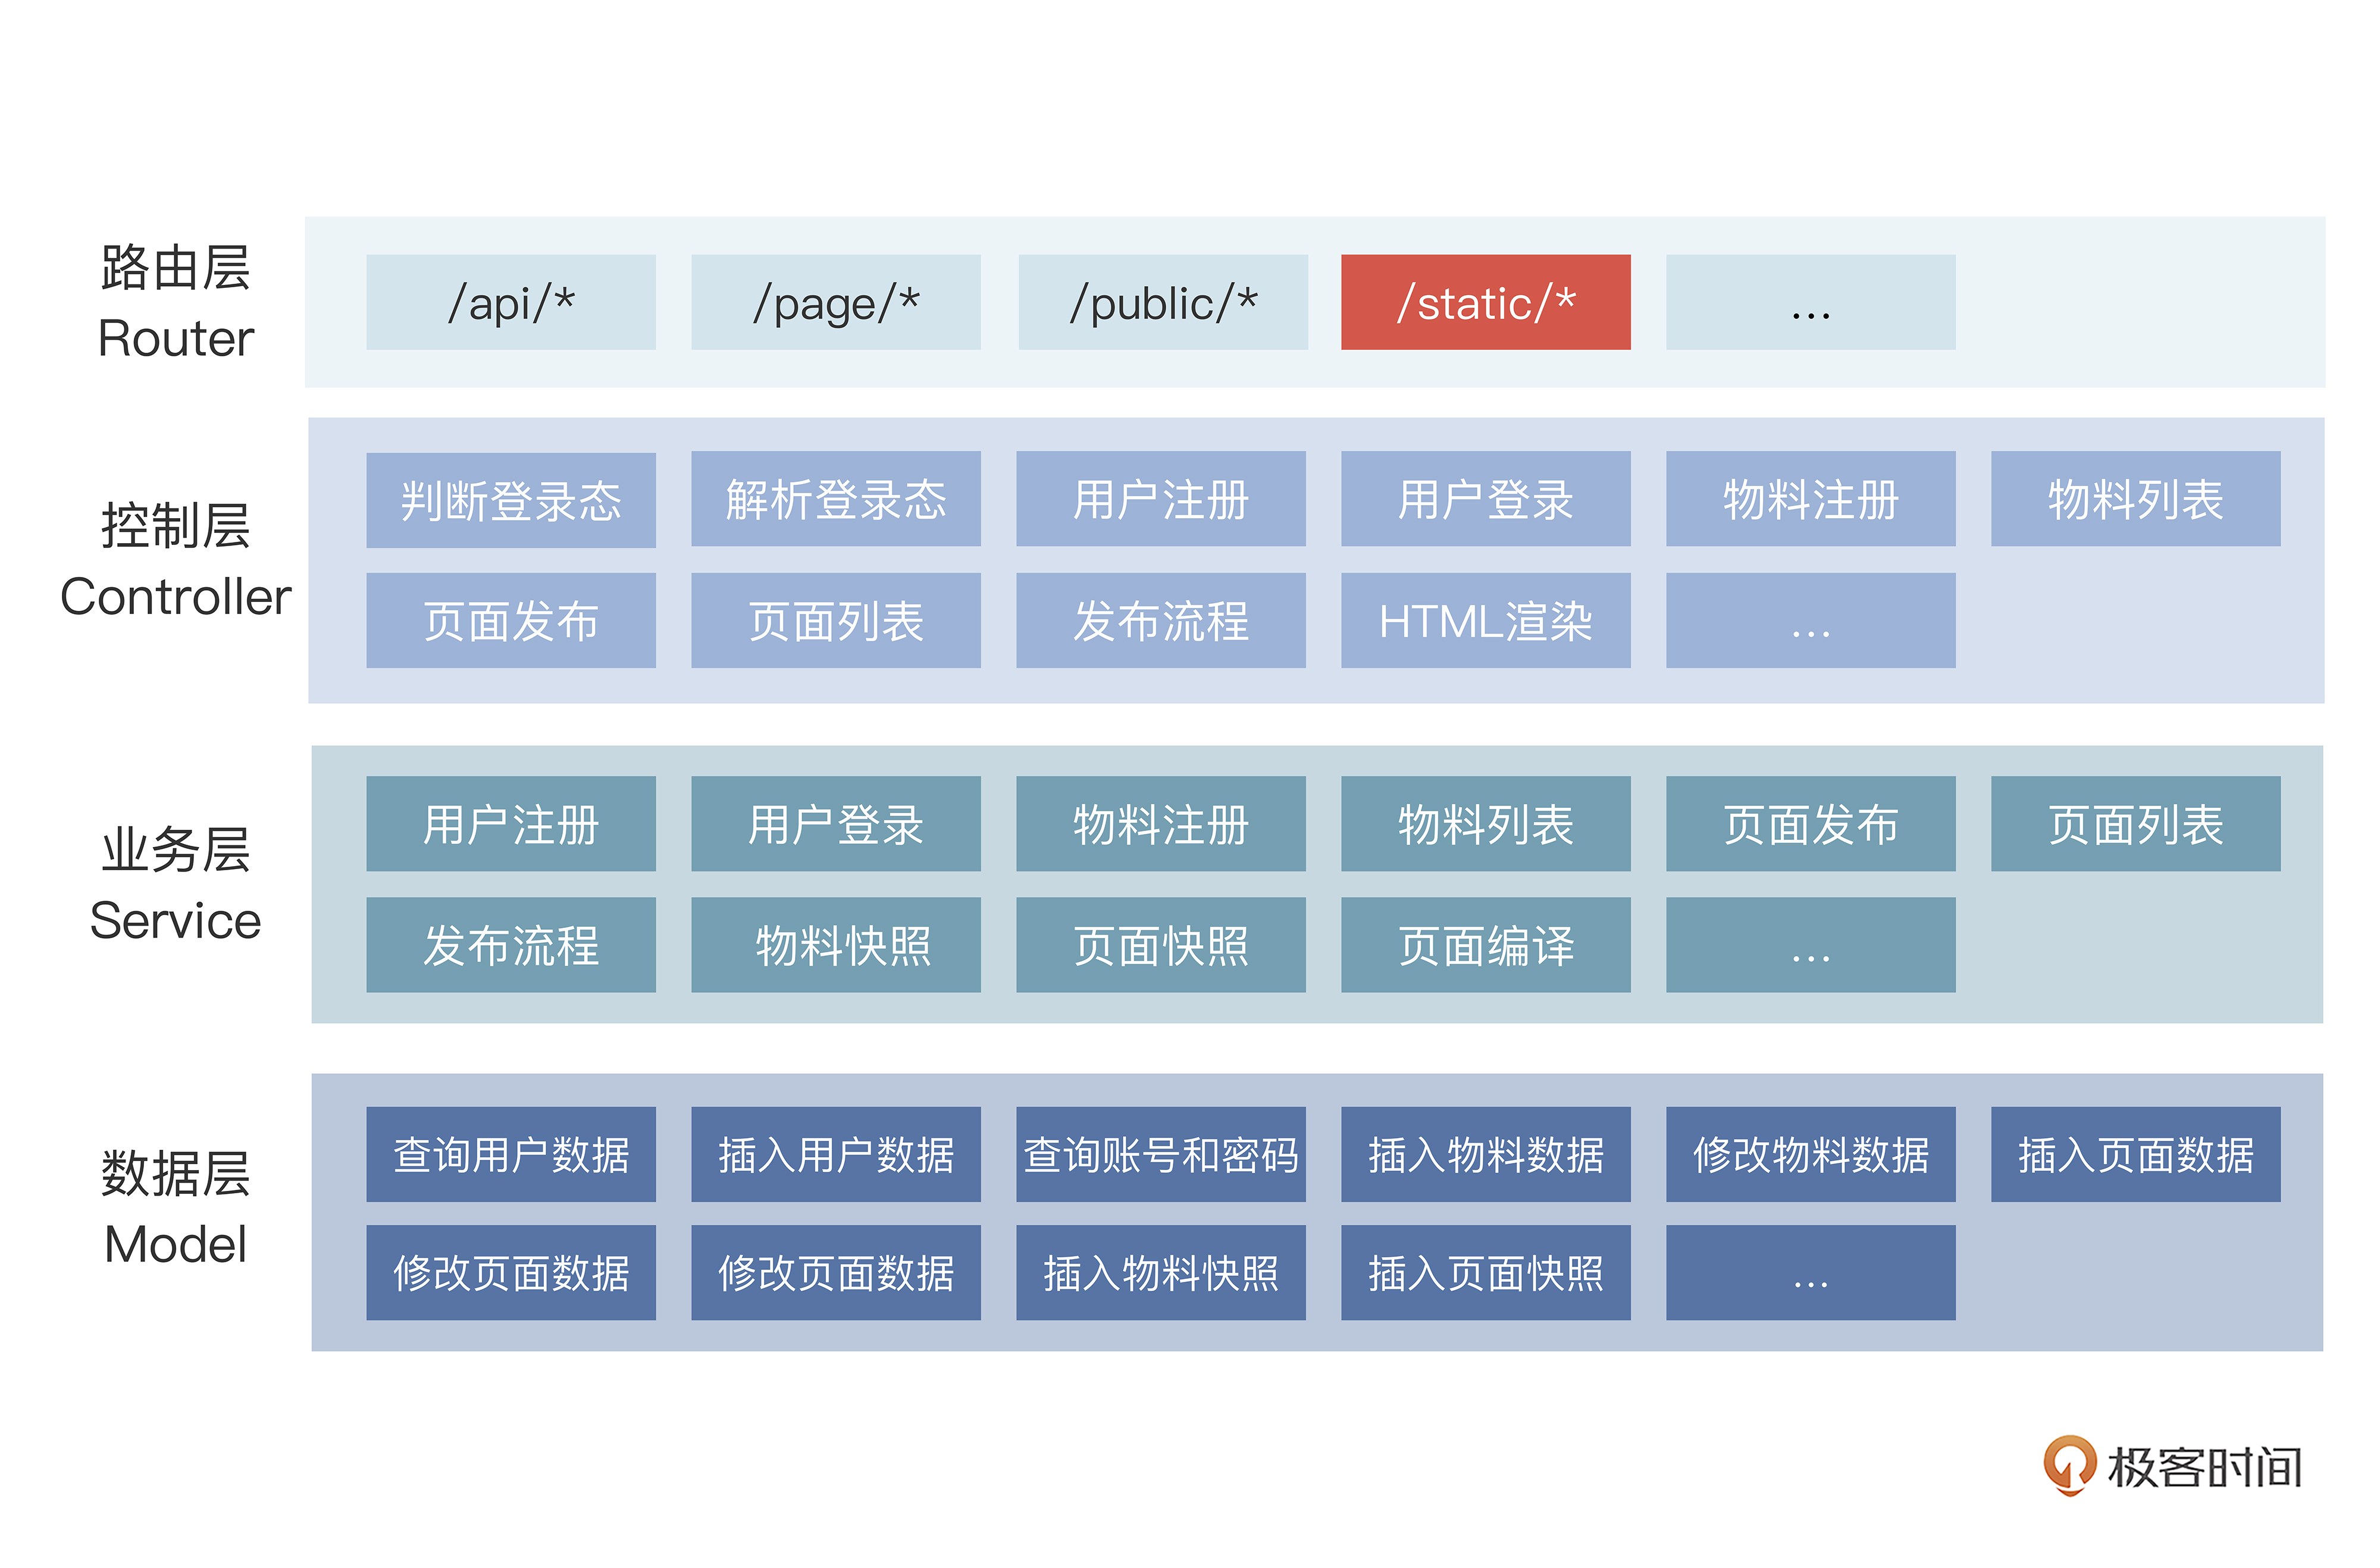 路由层
Router
/api/*
/page/*
/public/*
/static/*
...
控制层
Controller
判断登录态
解析登录态
用户注册
用户登录
物料注册
物料列表
页面发布
页面列表
发布流程
HTML渲染
...
业务层
Service
用户注册
用户登录
物料注册
物料列表
页面发布
页面列表
发布流程
物料快照
页面快照
页面编译
...
数据层
Model
查询用户数据
插入用户数据
查询账号和密码
插入物料数据
修改物料数据
插入页面数据
修改页面数据
修改页面数据
插入物料快照
插入页面快照
...
极客时间